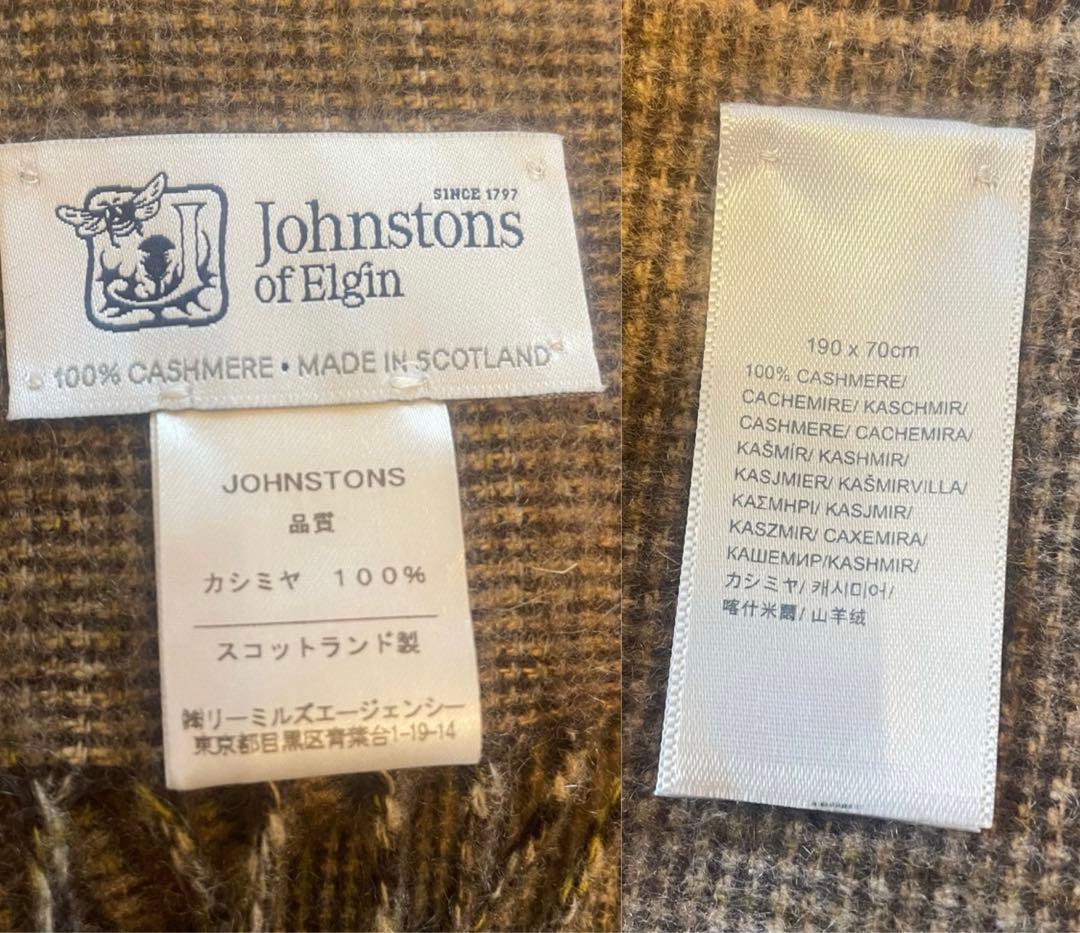 SINCE 1797
Johnstons
of Elgin
100% CASHMERE • MADE IN SCOTLAND
JOHNSTONS
品質
カシミヤ 100%
スコットランド製
㈱リーミルズエージェンシー
東京都目黒区青葉台1-19-14
190 x 70cm
100% CASHMERE/
CACHEMIRE/ KASCHMIR/
CASHMERE/ CACHEMIRA/
KAŠMÍR/ KASHMIR/
KASJMIER/ KAŠMIRVILLA/
ΚΑΣΜΗΡΙ/ KASJMIR/
KASZMIR/ CAXEMIRA/
КАШЕМИР/KASHMIR/
カシミヤ/ 캐시미어/
喀什米爾/ 山羊绒